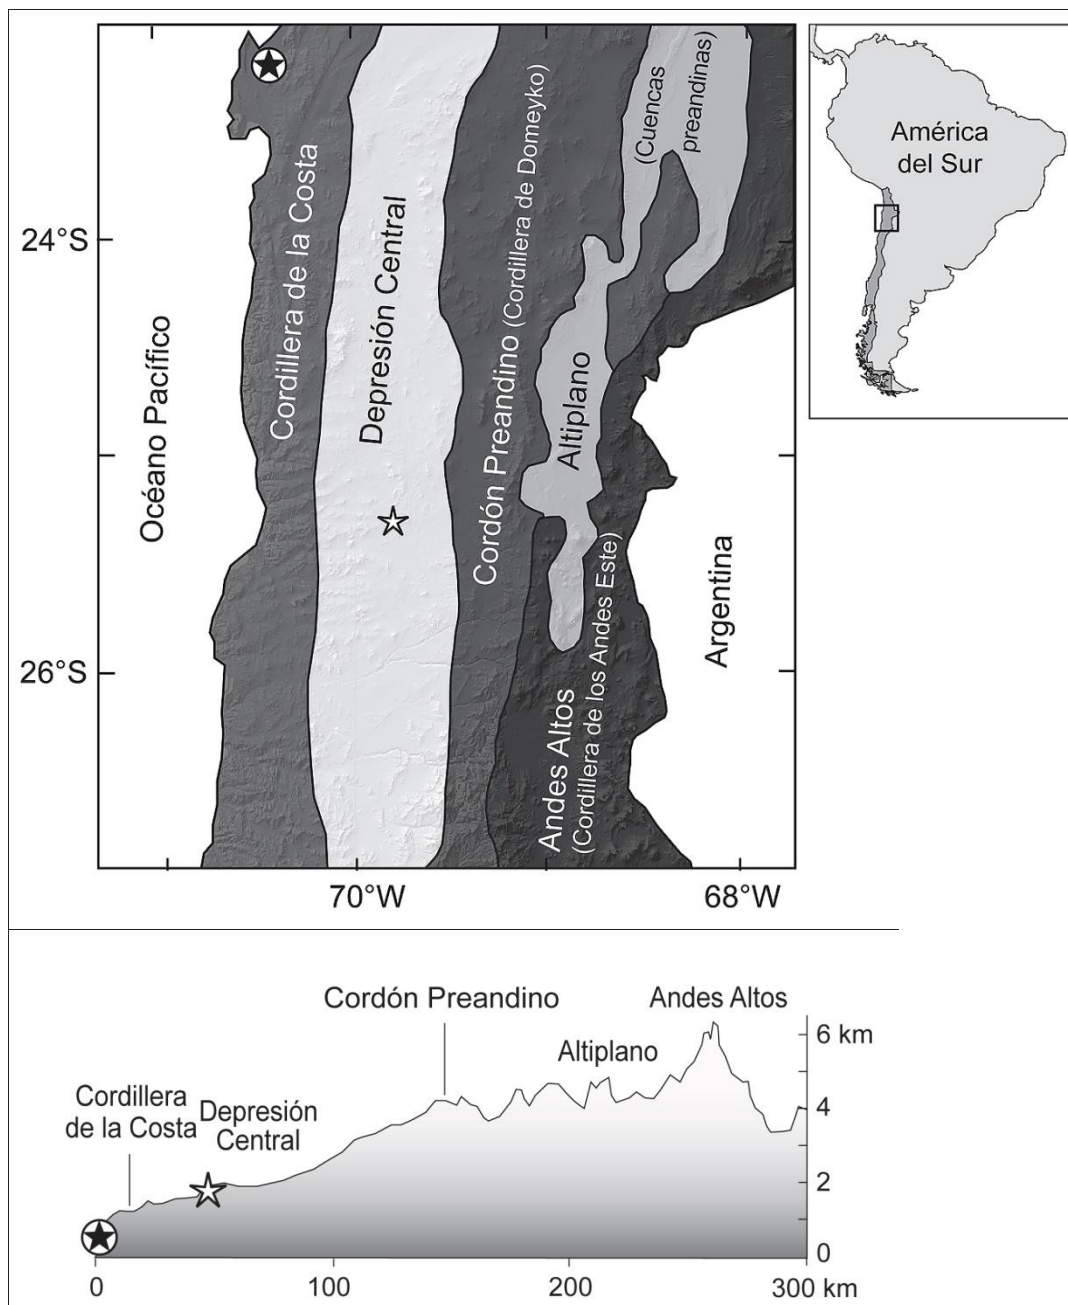 (Cuencas
preandinas)
América
del Sur
24°S
Océano Pacífico
Cordillera de la Costa
Depresión Central
Cordón Preandino (Cordillera de Domeyko)
Altiplano
Argentina
26°S
Andes Altos
(Cordillera de los Andes Este)
70°W
68°W
Cordón Preandino
Andes Altos
6 km
Altiplano
Cordillera
de la Costa
Depresión
Central
4
2
0
0
100
200
300 km